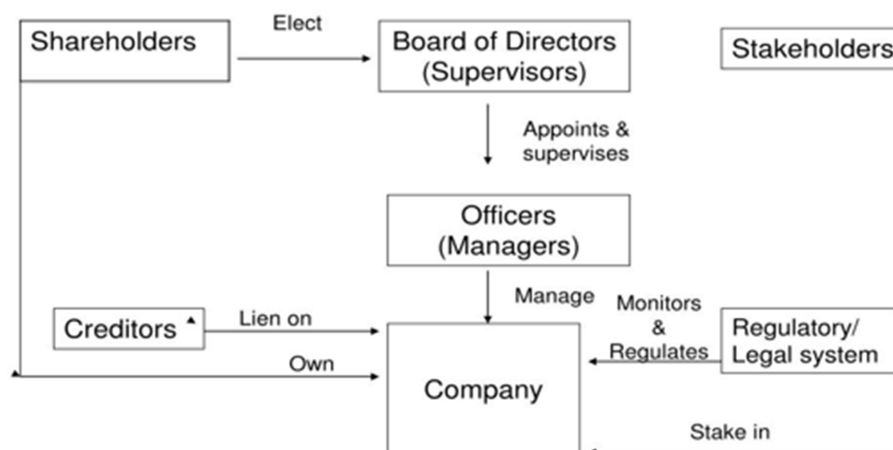 Shareholders
Elect
Board of Directors
(Supervisors)
Stakeholders
Appoints &
supervises
Officers
(Managers)
Manage
Monitors
&
Regulates
Creditors
Lien on
Regulatory/
Legal system
Own
Company
Stake in